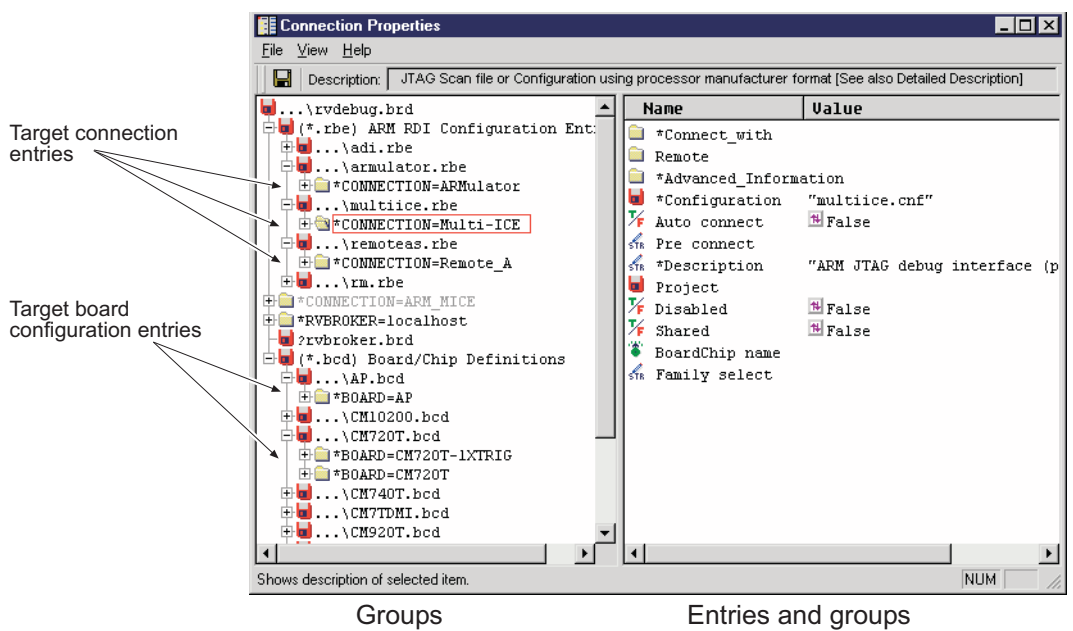 Connection Properties
File View Help
Description: JTAG Scan file or Configuration using processor manufacturer format [See also Detailed Description]
Target connection
entries
Target board
configuration entries
...\rvdebug.brd
(*.rbe) ARM RDI Configuration Ent
...\adi.rbe
...\armulator.rbe
*CONNECTION=ARMulator
...\multiice.rbe
*CONNECTION=Multi-ICE
...\remoteas.rbe
*CONNECTION=Remote_A
...\rm.rbe
*CONNECTION=ARM_MICE
*RVBROKER=localhost
?rvbroker.brd
(*.bcd) Board/Chip Definitions
...\AP.bcd
*BOARD=AP
...\CM10200.bcd
...\CM720T.bcd
*BOARD=CM720T-1XTRIG
*BOARD=CM720T
...\CM740T.bcd
...\CM7TDMI.bcd
...\CM920T.bcd
Name Value
*Connect_with
Remote
*Advanced_Information
*Configuration "multiice.cnf"
T/F Auto connect False
STR Pre connect
STR *Description "ARM JTAG debug interface (p
Project
T/F Disabled False
T/F Shared False
BoardChip name
STR Family select
Shows description of selected item.
NUM
Groups
Entries and groups